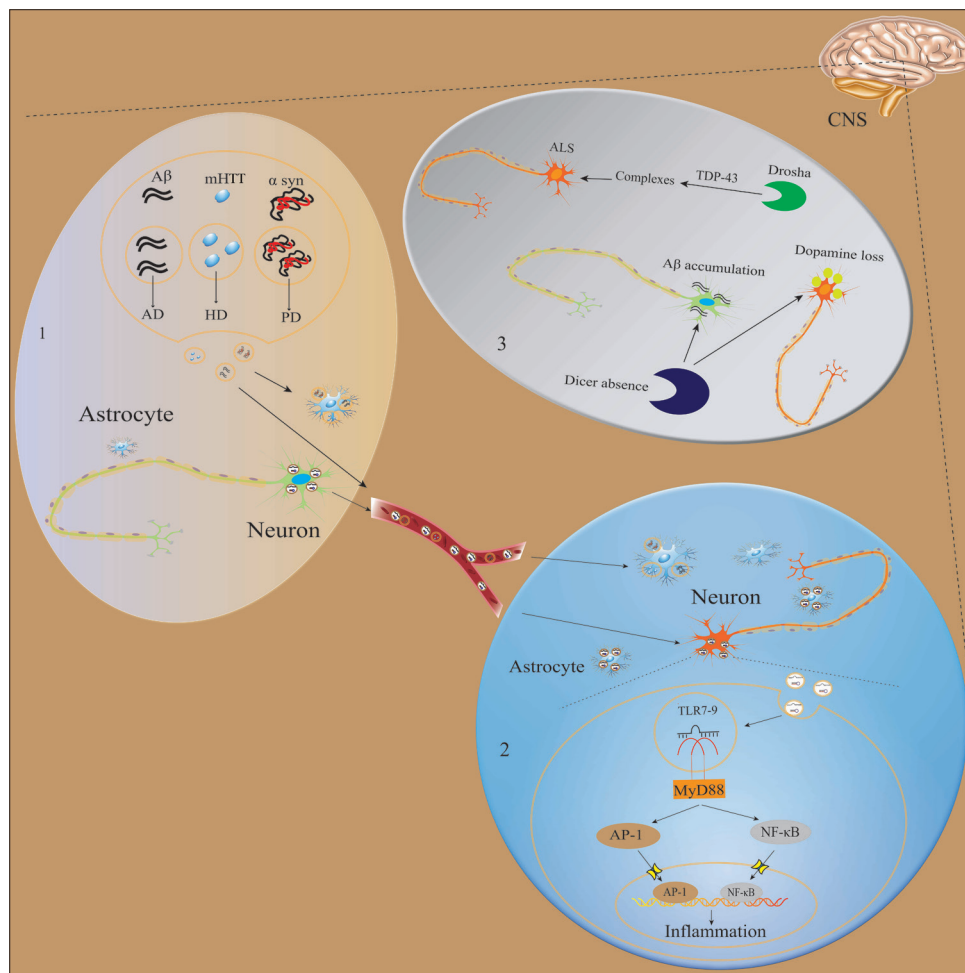 CNS
Aβ
mHTT
α syn
AD
HD
PD
1
Astrocyte
Neuron
ALS
Complexes
TDP-43
Drosha
Aβ accumulation
Dopamine loss
3
Dicer absence
Neuron
Astrocyte
TLR7-9
2
MyD88
AP-1
NF-κB
AP-1
NF-κB
Inflammation